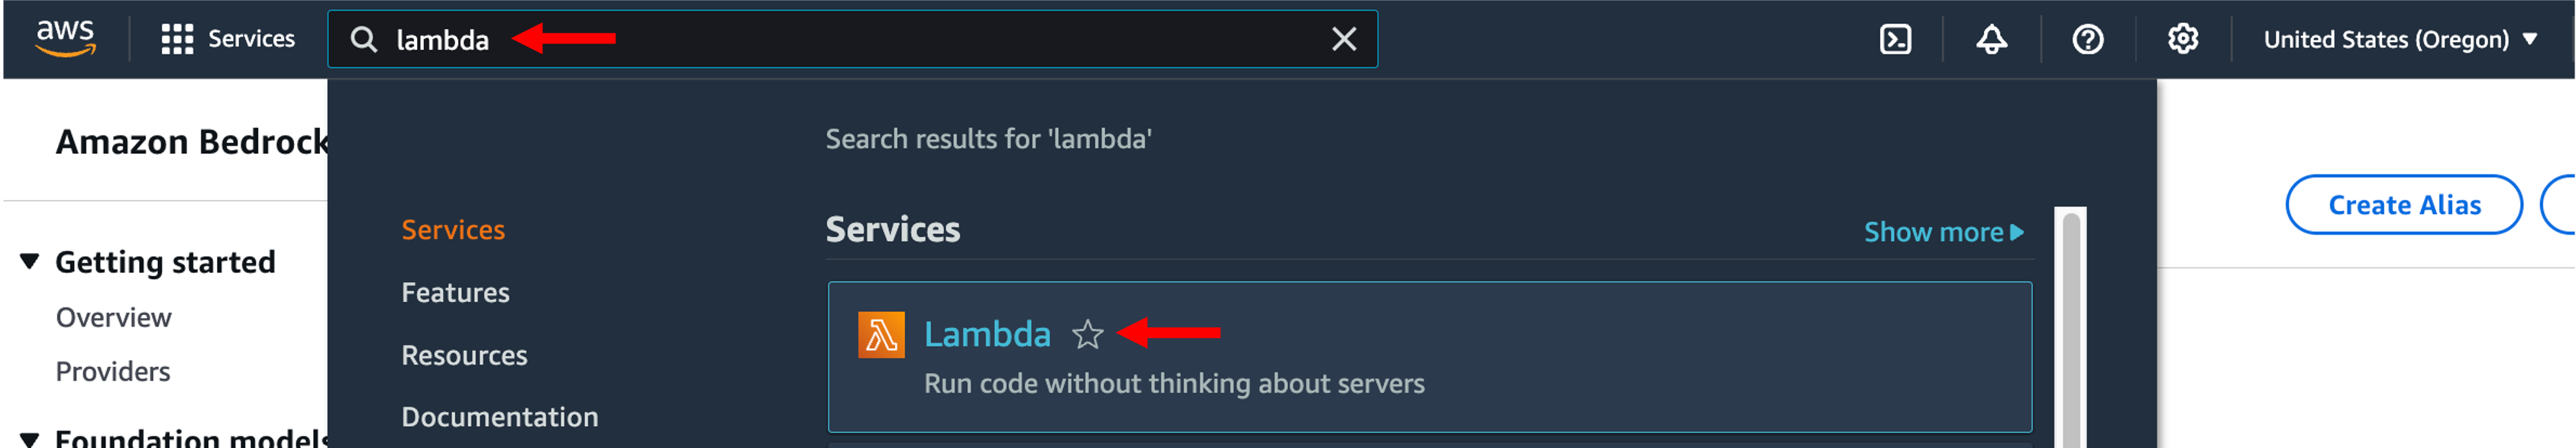 aws
Services
lambda
United States (Oregon)
Amazon Bedrock
Search results for 'lambda'
Create Alias
Services
Features
Resources
Documentation
Services
Show more
Lambda
Run code without thinking about servers
Getting started
Overview
Providers
Foundation models